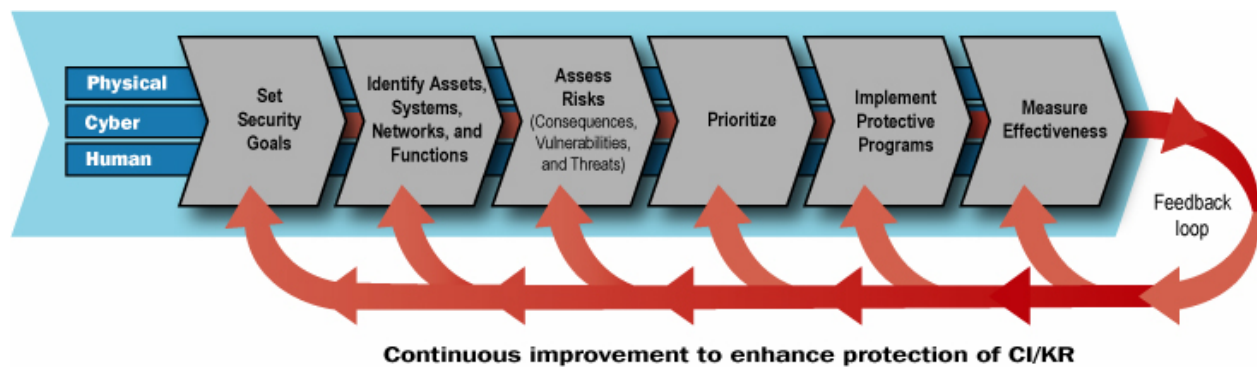 Physical
Cyber
Human
Set
Security
Goals
Identify Assets,
Systems,
Networks, and
Functions
Assess
Risks
(Consequences,
Vulnerabilities,
and Threats)
Prioritize
Implement
Protective
Programs
Measure
Effectiveness
Feedback
loop
Continuous improvement to enhance protection of CI/KR